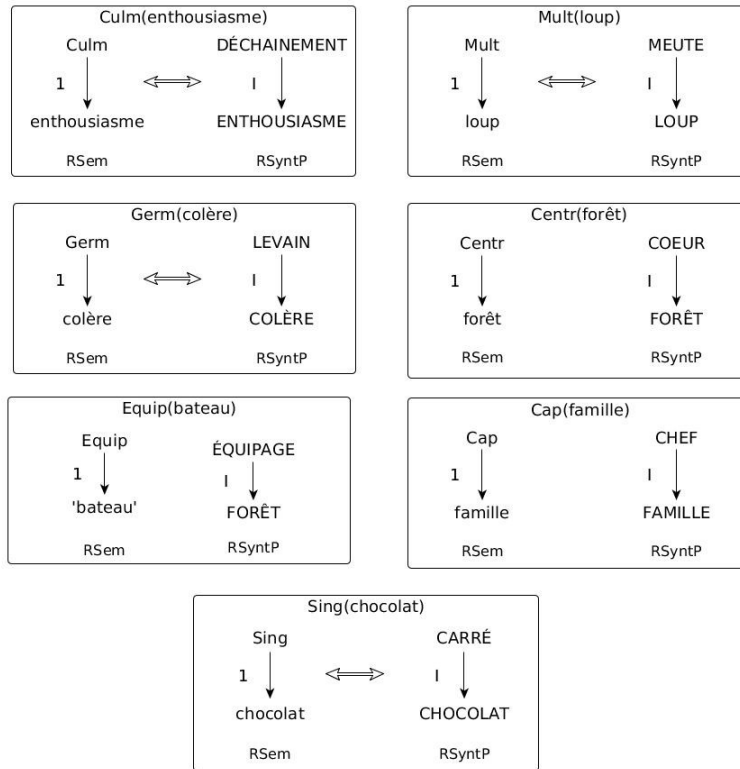 Culm(enthousiasme)
Culm DÉCHAINEMENT
1 I
enthousiasme ENTHOUSIASME
RSem RSyntP
Mult(loup)
Mult MEUTE
1 I
loup LOUP
RSem RSyntP
Germ(colère)
Germ LEVAIN
1 I
colère COLÈRE
RSem RSyntP
Centr(forêt)
Centr COEUR
1 I
forêt FORÊT
RSem RSyntP
Equip(bateau)
Equip ÉQUIPAGE
1 I
'bateau' FORÊT
RSem RSyntP
Cap(famille)
Cap CHEF
1 I
famille FAMILLE
RSem RSyntP
Sing(chocolat)
Sing CARRÉ
1 I
chocolat CHOCOLAT
RSem RSyntP